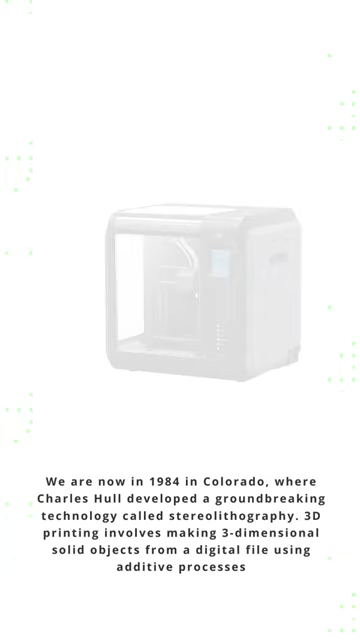 We are now in 1984 in Colorado, where
Charles Hull developed a groundbreaking
technology called stereolithography. 3D
printing involves making 3-dimensional
solid objects from a digital file using
additive processes